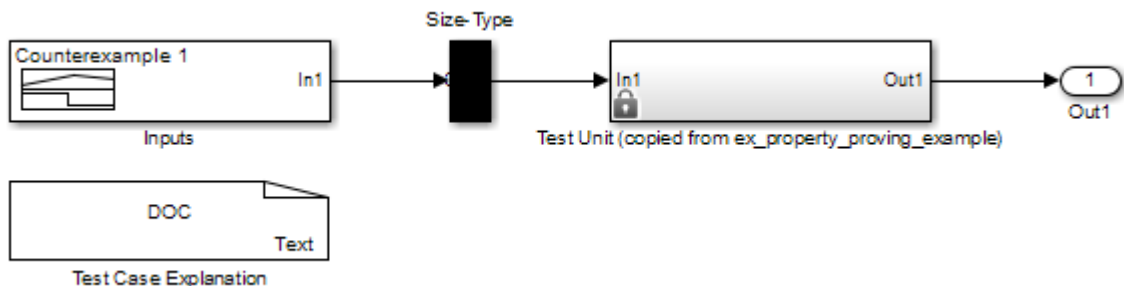 Size-Type
Counterexample 1
In1
In1
Out1
1
Out1
Inputs
Test Unit (copied from ex_property_proving_example)
DOC
Text
Test Case Explanation